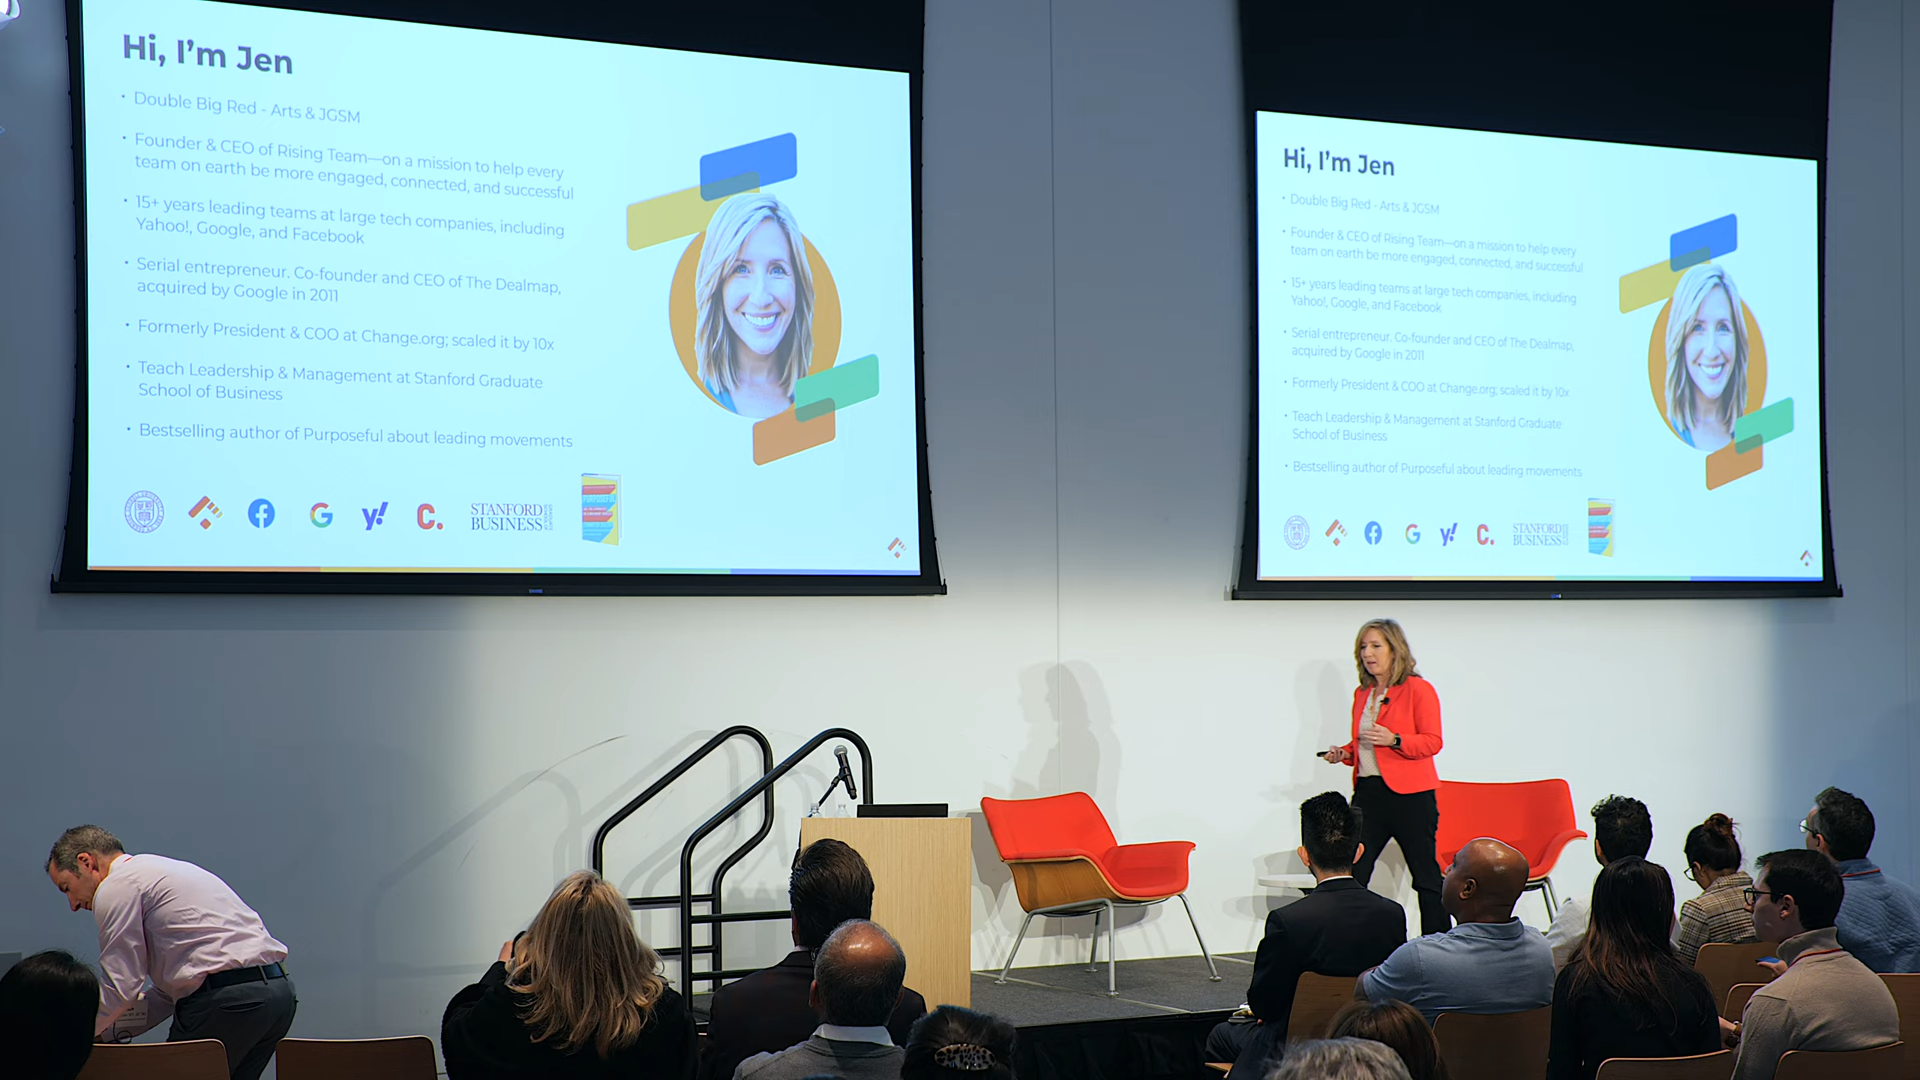 Hi, I'm Jen
• Double Big Red - Arts & JGSM
• Founder & CEO of Rising Team—on a mission to help every
team on earth be more engaged, connected, and successful
• 15+ years leading teams at large tech companies, including
Yahoo!, Google, and Facebook
• Serial entrepreneur. Co-founder and CEO of The Dealmap,
acquired by Google in 2011
• Formerly President & COO at Change.org; scaled it by 10x
• Teach Leadership & Management at Stanford Graduate
School of Business
• Bestselling author of Purposeful about leading movements
G y! C. STANFORD
BUSINESS
PURPOSEFUL
Hi, I'm Jen
• Double Big Red - Arts & JGSM
• Founder & CEO of Rising Team—on a mission to help every
team on earth be more engaged, connected, and successful
• 15+ years leading teams at large tech companies, including
Yahoo!, Google, and Facebook
• Serial entrepreneur. Co-founder and CEO of The Dealmap,
acquired by Google in 2011
• Formerly President & COO at Change.org; scaled it by 10x
• Teach Leadership & Management at Stanford Graduate
School of Business
• Bestselling author of Purposeful about leading movements
G y! C. STANFORD
BUSINESS